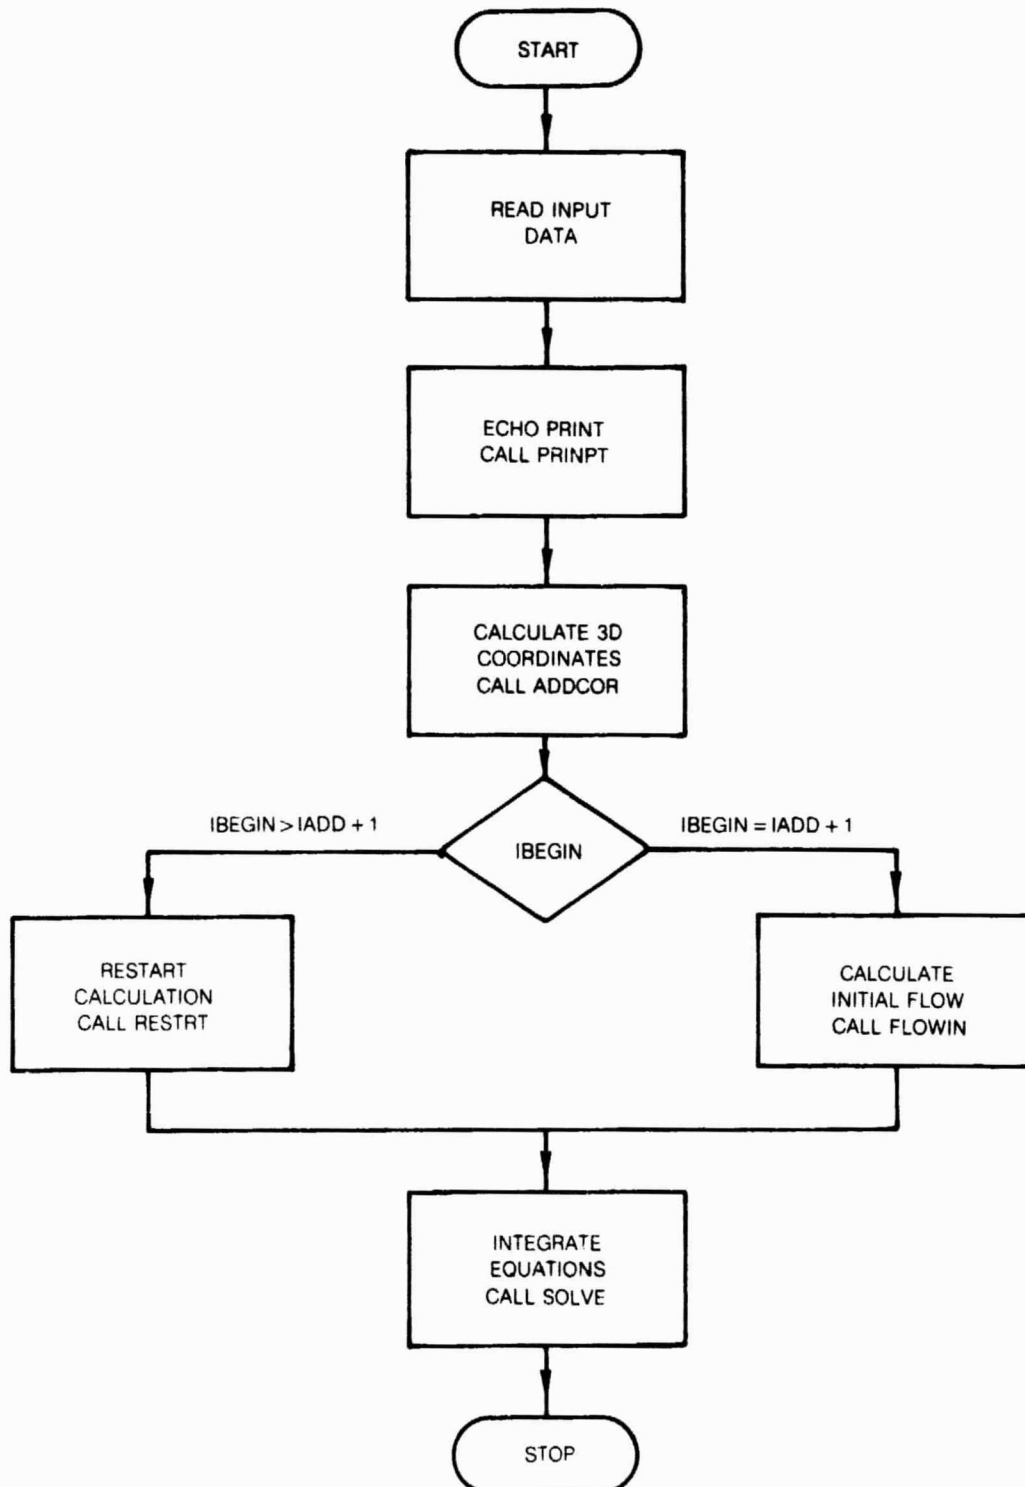 START
READ INPUT
DATA
ECHO PRINT
CALL PRINPT
CALCULATE 3D
COORDINATES
CALL ADDCOR
IBEGIN > IADD + 1
IBEGIN = IADD + 1
IBEGIN
RESTART
CALCULATION
CALL RESTRT
CALCULATE
INITIAL FLOW
CALL FLOWIN
INTEGRATE
EQUATIONS
CALL SOLVE
STOP